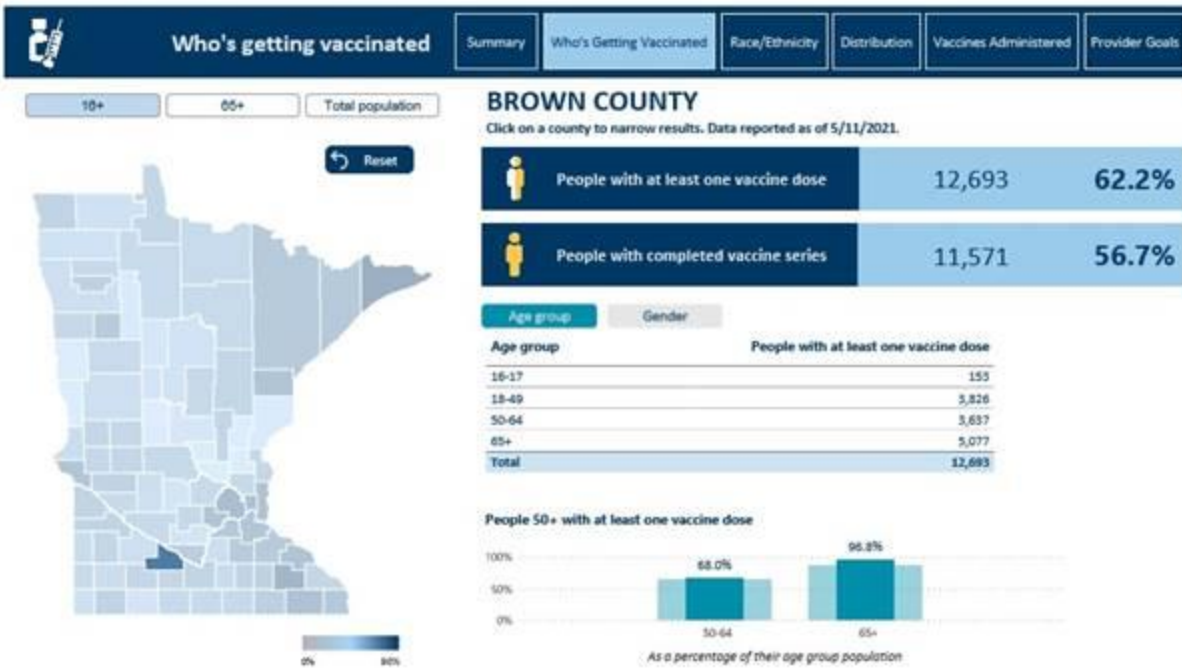 Who's getting vaccinated
Summary
Who's Getting Vaccinated
Race/Ethnicity
Distribution
Vaccines Administered
Provider Goals
16+
65+
Total population
Reset
BROWN COUNTY
Click on a county to narrow results. Data reported as of 5/11/2021.
People with at least one vaccine dose 12,693 62.2%
People with completed vaccine series 11,571 56.7%
Age group
Gender
Age group People with at least one vaccine dose
16-17 153
18-49 3,826
50-64 3,637
65+ 5,077
Total 12,693
People 50+ with at least one vaccine dose
100%
50%
0%
68.0%
96.8%
50-64
65+
As a percentage of their age group population
0%